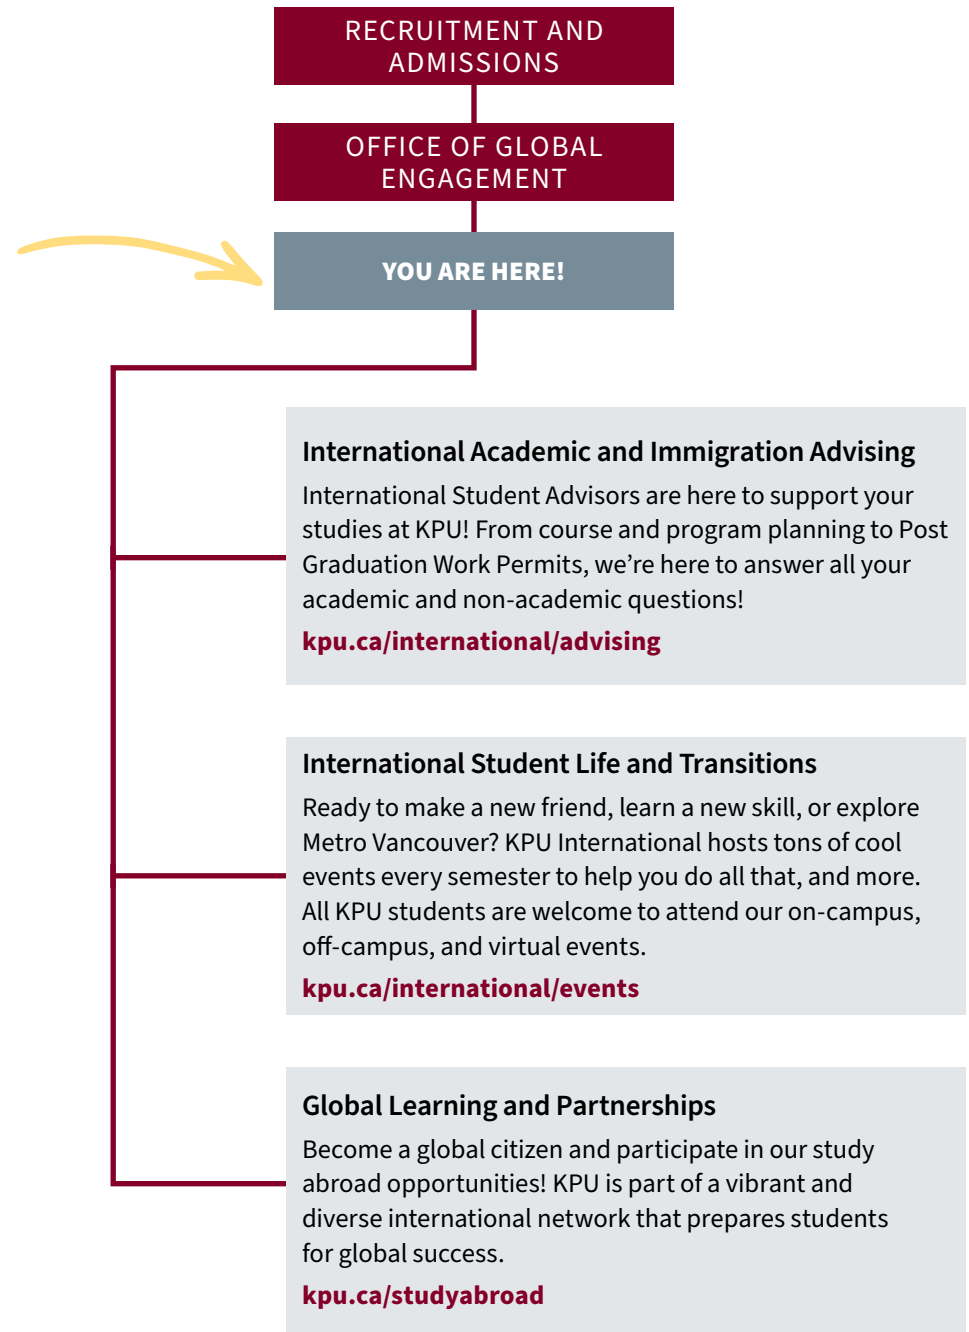 RECRUITMENT AND
ADMISSIONS
OFFICE OF GLOBAL
ENGAGEMENT
YOU ARE HERE!
International Academic and Immigration Advising
International Student Advisors are here to support your
studies at KPU! From course and program planning to Post
Graduation Work Permits, we’re here to answer all your
academic and non-academic questions!
kpu.ca/international/advising
International Student Life and Transitions
Ready to make a new friend, learn a new skill, or explore
Metro Vancouver? KPU International hosts tons of cool
events every semester to help you do all that, and more.
All KPU students are welcome to attend our on-campus,
off-campus, and virtual events.
kpu.ca/international/events
Global Learning and Partnerships
Become a global citizen and participate in our study
abroad opportunities! KPU is part of a vibrant and
diverse international network that prepares students
for global success.
kpu.ca/studyabroad